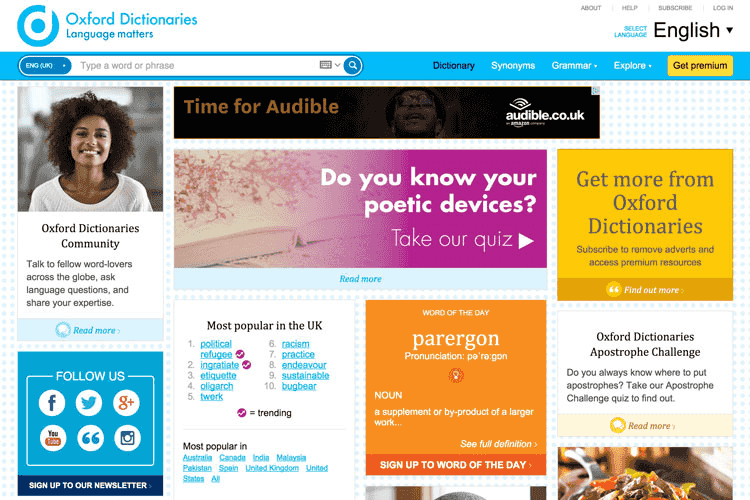 Oxford Dictionaries
Language matters
ABOUT
HELP
SUBSCRIBE
LOG IN
SELECT LANGUAGE
English
ENG (UK)
Type a word or phrase
Dictionary
Synonyms
Grammar
Explore
Get premium
Time for Audible
audible.co.uk
an amazon company
Oxford Dictionaries
Community
Talk to fellow word-lovers
across the globe, ask
language questions, and
share your expertise.
Read more ›
FOLLOW US
You
Tube
SIGN UP TO OUR NEWSLETTER ›
Do you know your
poetic devices?
Take our quiz
Read more
Most popular in the UK
1. political
refugee
2. ingratiate
3. etiquette
4. oligarch
5. twerk
6. racism
7. practice
8. endeavour
9. sustainable
10. bugbear
= trending
Most popular in
Australia Canada India Malaysia
Pakistan Spain United Kingdom United
States All
WORD OF THE DAY
parergon
Pronunciation: pəˈrəːɡɒn
NOUN
a supplement or by-product of a larger
work...
See full definition ›
SIGN UP TO WORD OF THE DAY ›
Get more from
Oxford
Dictionaries
Subscribe to remove adverts and
access premium resources
Find out more ›
Oxford Dictionaries
Apostrophe Challenge
Do you always know where to put
apostrophes? Take our Apostrophe
Challenge quiz to find out.
Read more ›